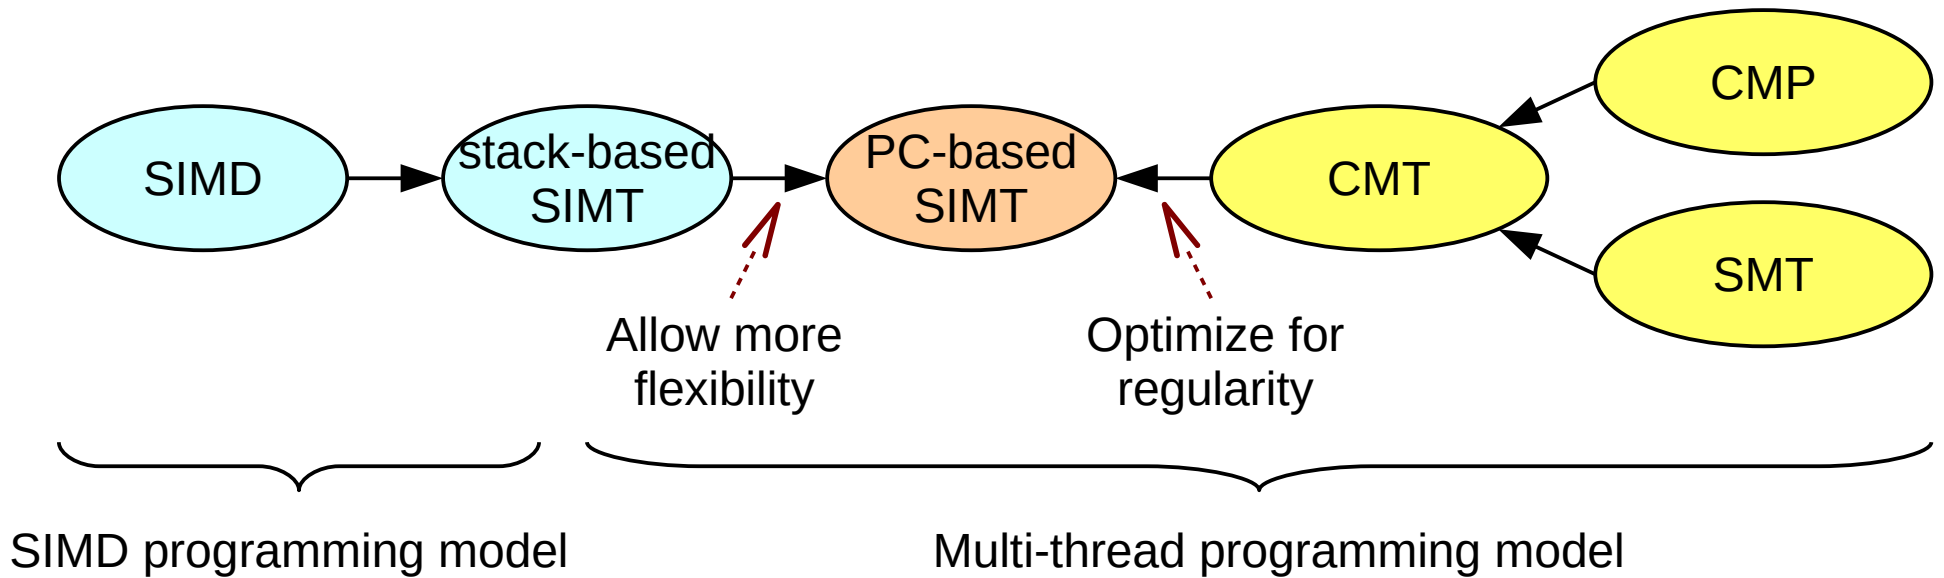 SIMD
stack-based
SIMT
PC-based
SIMT
CMT
CMP
SMT
Allow more
flexibility
Optimize for
regularity
SIMD programming model
Multi-thread programming model